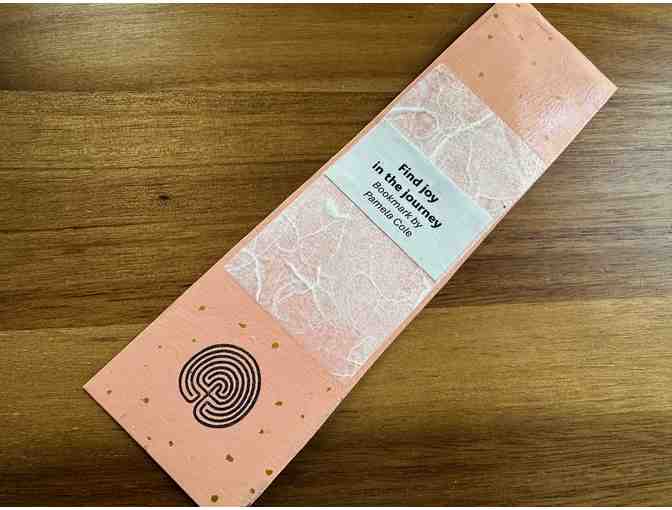 Find joy
in the journey
Bookmark by
Pamela Cole